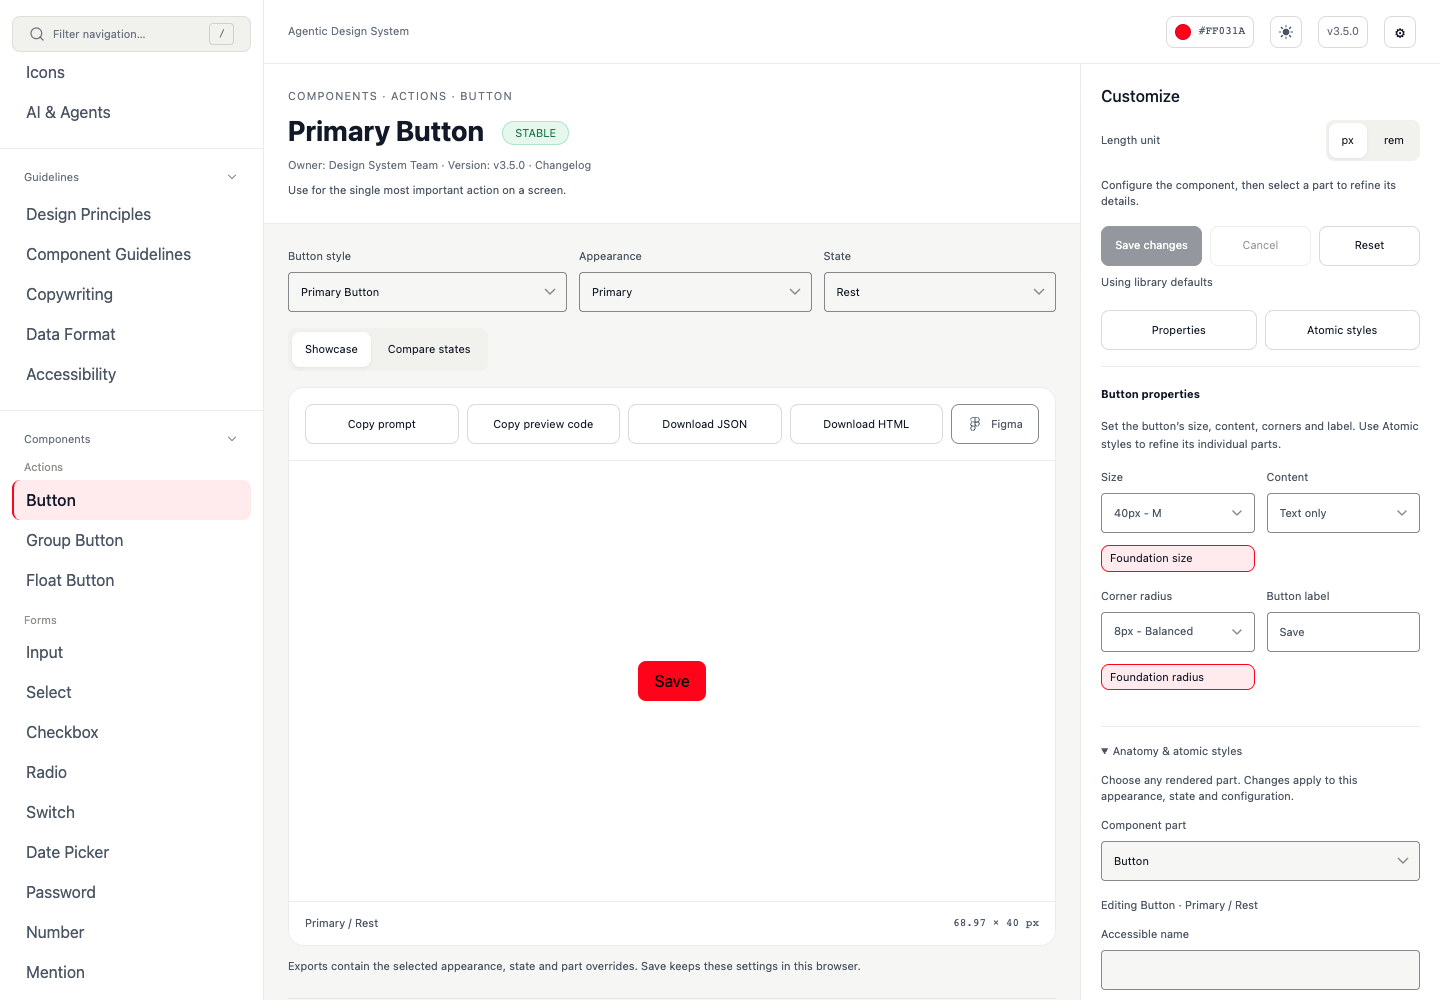 Filter navigation...
/
Icons
AI & Agents
Guidelines
Design Principles
Component Guidelines
Copywriting
Data Format
Accessibility
Components
Actions
Button
Group Button
Float Button
Forms
Input
Select
Checkbox
Radio
Switch
Date Picker
Password
Number
Mention
Agentic Design System
#FF031A
v3.5.0
COMPONENTS · ACTIONS · BUTTON
Primary Button
STABLE
Owner: Design System Team · Version: v3.5.0 · Changelog
Use for the single most important action on a screen.
Button style
Appearance
State
Primary Button
Primary
Rest
Showcase
Compare states
Copy prompt
Copy preview code
Download JSON
Download HTML
Figma
Save
Primary / Rest
68.97 × 40 px
Exports contain the selected appearance, state and part overrides. Save keeps these settings in this browser.
Customize
Length unit
px
rem
Configure the component, then select a part to refine its
details.
Save changes
Cancel
Reset
Using library defaults
Properties
Atomic styles
Button properties
Set the button's size, content, corners and label. Use Atomic
styles to refine its individual parts.
Size
Content
40px - M
Text only
Foundation size
Corner radius
Button label
8px - Balanced
Save
Foundation radius
▼ Anatomy & atomic styles
Choose any rendered part. Changes apply to this
appearance, state and configuration.
Component part
Button
Editing Button · Primary / Rest
Accessible name